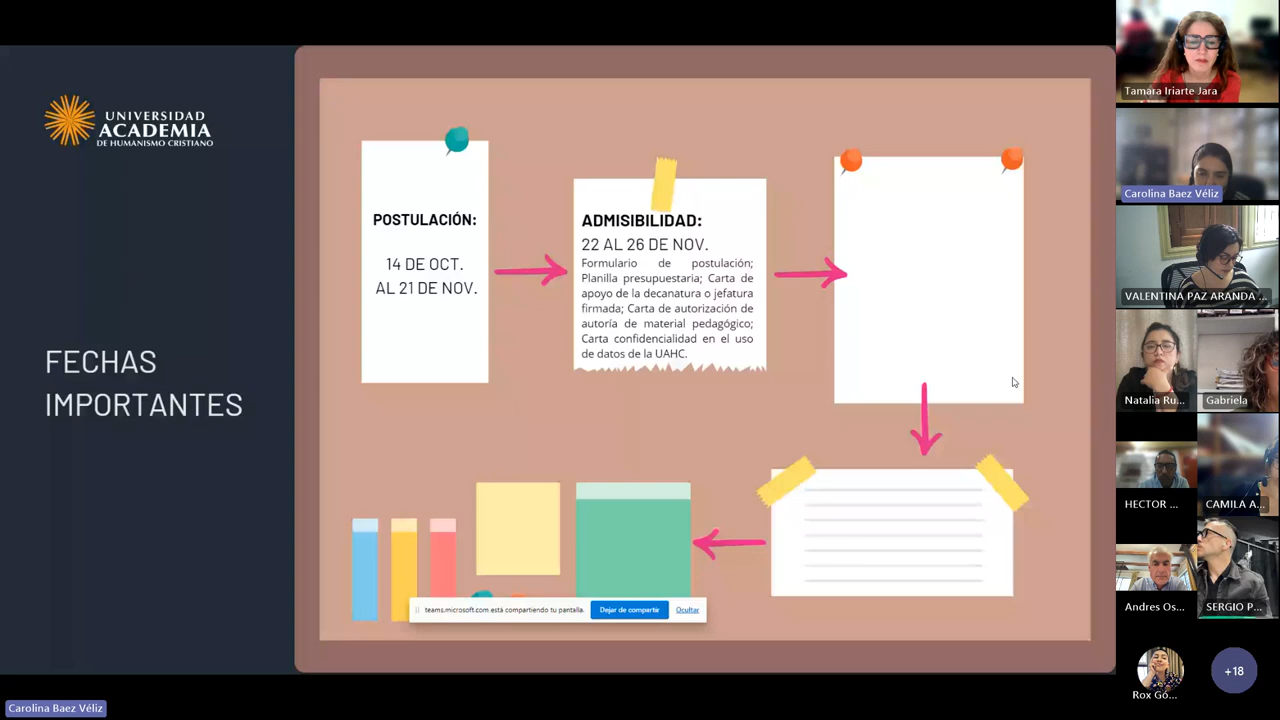 UNIVERSIDAD
ACADEMIA
DE HUMANISMO CRISTIANO
FECHAS
IMPORTANTES
POSTULACIÓN:
14 DE OCT.
AL 21 DE NOV.
ADMISIBILIDAD:
22 AL 26 DE NOV.
Formulario de postulación;
Planilla presupuestaria; Carta de
apoyo de la decanatura o jefatura
firmada; Carta de autorización de
autoría de material pedagógico;
Carta confidencialidad en el uso
de datos de la UAHC.
teams.microsoft.com está compartiendo tu pantalla.
Dejar de compartir
Ocultar
Carolina Baez Véliz
Tamara Iriarte Jara
Carolina Baez Véliz
VALENTINA PAZ ARANDA ...
Natalia Ru...
Gabriela
HECTOR ...
CAMILA A...
Andres Os...
SERGIO P...
Rox Gó...
+18